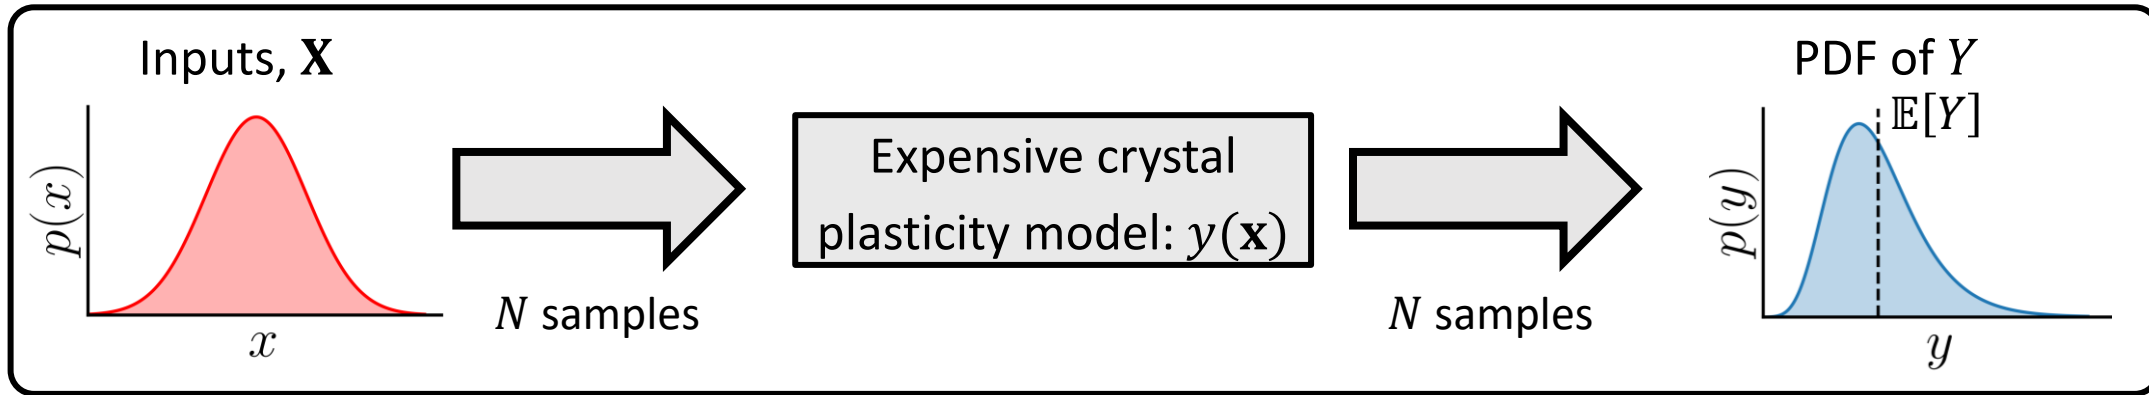 Inputs, 𝐗
p(x)
x
N samples
Expensive crystal
plasticity model: y(𝐱)
N samples
PDF of Y
𝔼[Y]
p(y)
y